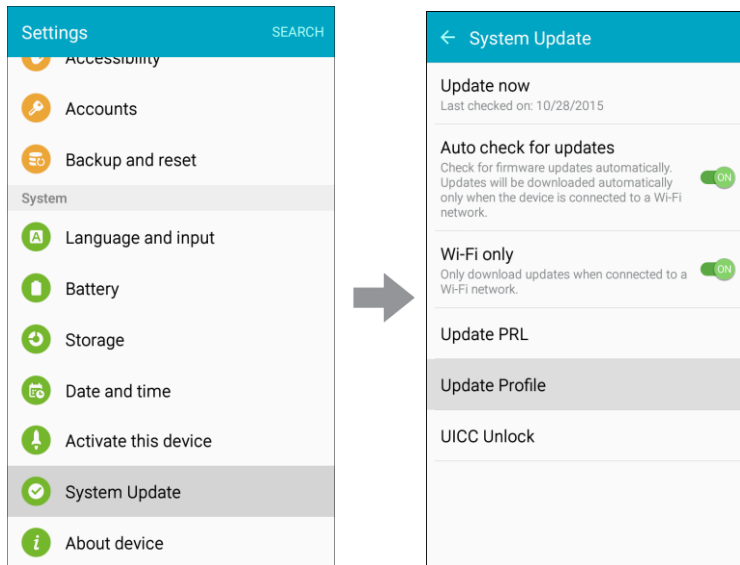 Settings
SEARCH
Accessibility
Accounts
Backup and reset
System
A
Language and input
Battery
Storage
Date and time
Activate this device
System Update
i
About device
System Update
Update now
Last checked on: 10/28/2015
Auto check for updates
Check for firmware updates automatically.
Updates will be downloaded automatically
only when the device is connected to a Wi-Fi
network.
ON
Wi-Fi only
Only download updates when connected to a
Wi-Fi network.
ON
Update PRL
Update Profile
UICC Unlock